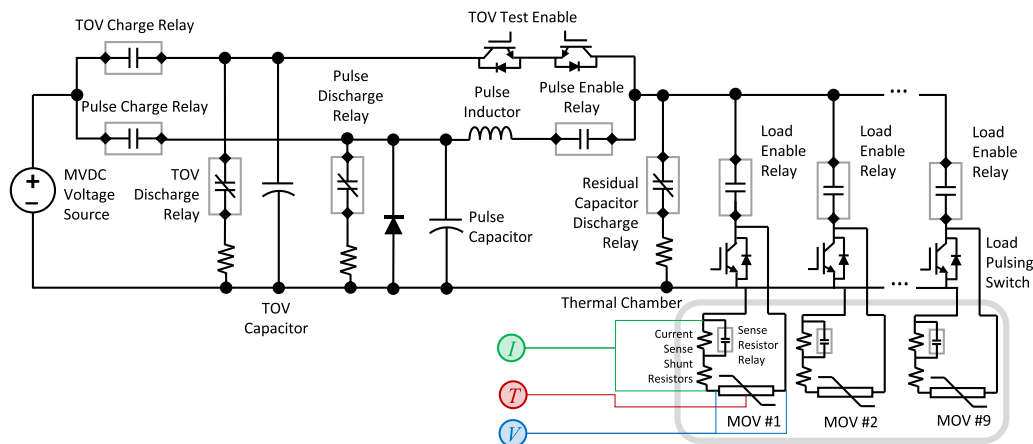 TOV Charge Relay
TOV Test Enable
Pulse Charge Relay
Pulse
Discharge
Relay
Pulse
Inductor
Pulse Enable
Relay
...
Load
Enable
Relay
Load
Enable
Relay
Load
Enable
Relay
+
−
MVDC
Voltage
Source
TOV
Discharge
Relay
Pulse
Capacitor
Residual
Capacitor
Discharge
Relay
Load
Pulsing
Switch
...
TOV
Capacitor
Thermal Chamber
I
Current
Sense
Shunt
Resistors
Sense
Resistor
Relay
T
V
MOV #1
MOV #2
MOV #9